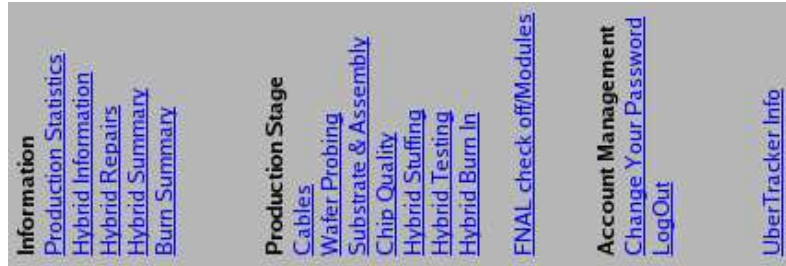 Information
Production Statistics
Hybrid Information
Hybrid Repairs
Hybrid Summary
Burn Summary
Production Stage
Cables
Wafer Probing
Substrate & Assembly
Chip Quality
Hybrid Stuffing
Hybrid Testing
Hybrid Burn In
FNAL check off/Modules
Account Management
Change Your Password
LogOut
UberTracker Info